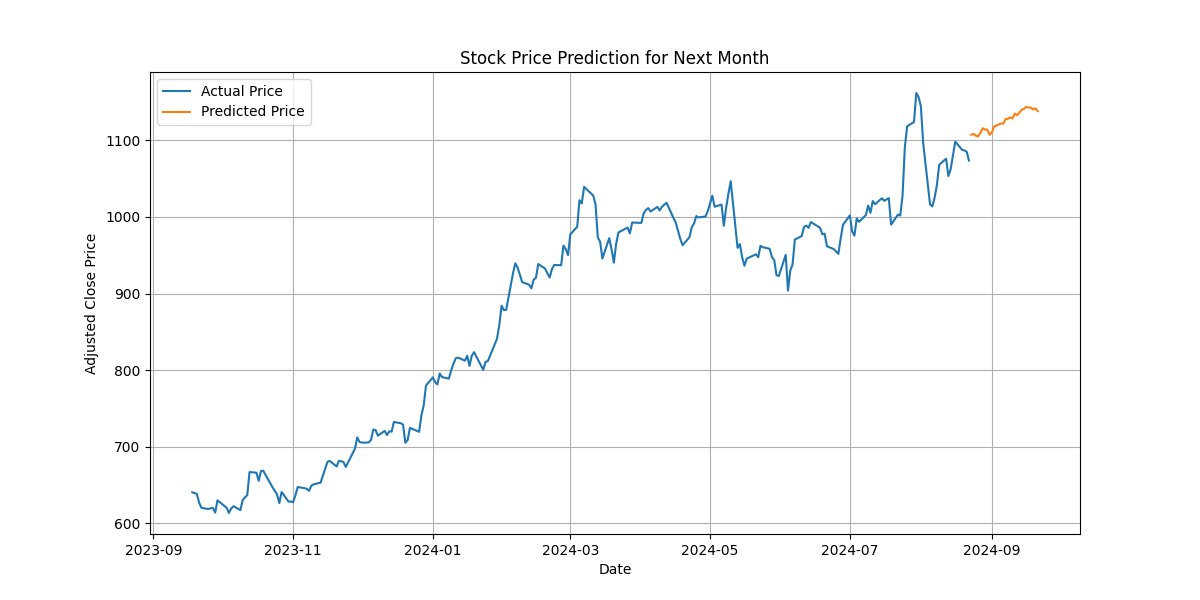 Stock Price Prediction for Next Month
Actual Price
Predicted Price
Adjusted Close Price
1100
1000
900
800
700
600
2023-09 2023-11 2024-01 2024-03 2024-05 2024-07 2024-09
Date